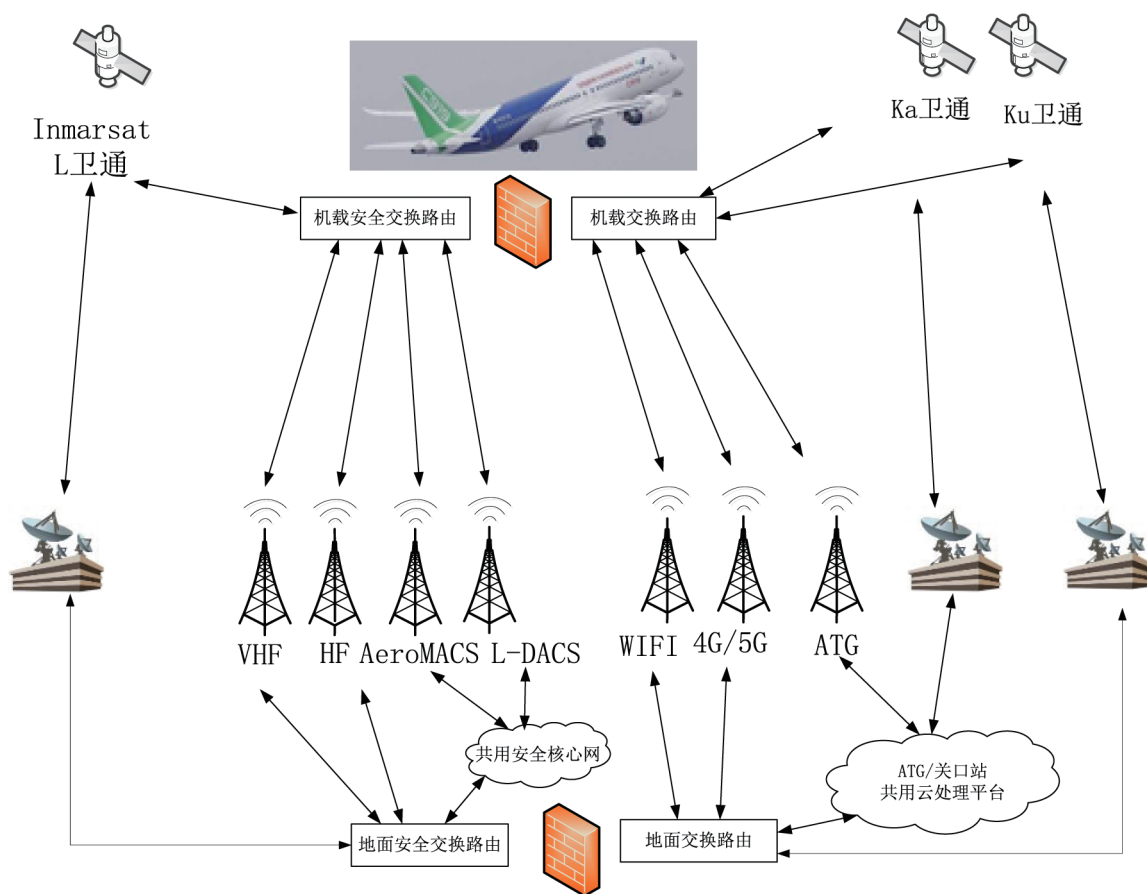 C919
Inmarsat
L卫通
Ka卫通
Ku卫通
机载安全交换路由
机载交换路由
VHF
HF
AeroMACS
L-DACS
WIFI
4G/5G
ATG
共用安全核心网
ATG/关口站
共用云处理平台
地面安全交换路由
地面交换路由